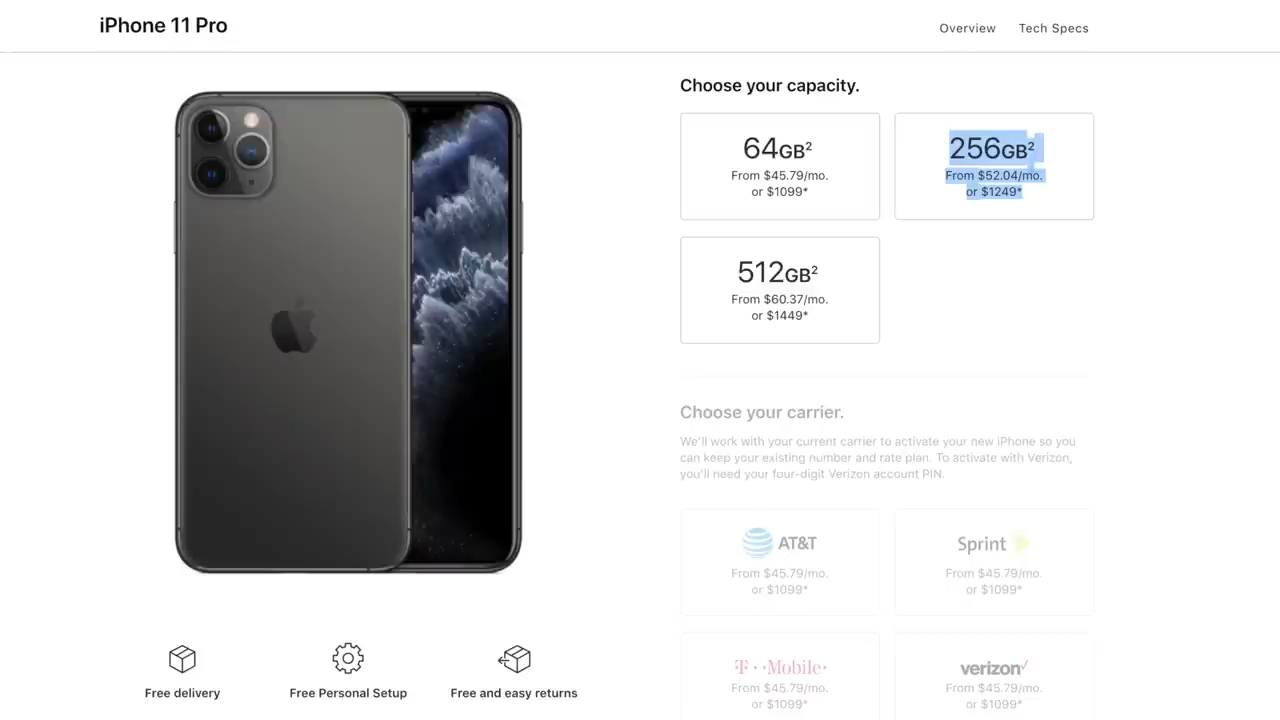 iPhone 11 Pro
Overview
Tech Specs
Choose your capacity.
64GB²
From $45.79/mo.
or $1099*
256GB²
From $52.04/mo.
or $1249*
512GB²
From $60.37/mo.
or $1449*
Choose your carrier.
We'll work with your current carrier to activate your new iPhone so you
can keep your existing number and rate plan. To activate with Verizon,
you'll need your four-digit Verizon account PIN.
AT&T
From $45.79/mo.
or $1099*
Sprint
From $45.79/mo.
or $1099*
T··Mobile·
From $45.79/mo.
or $1099*
verizon✓
From $45.79/mo.
or $1099*
Free delivery
Free Personal Setup
Free and easy returns